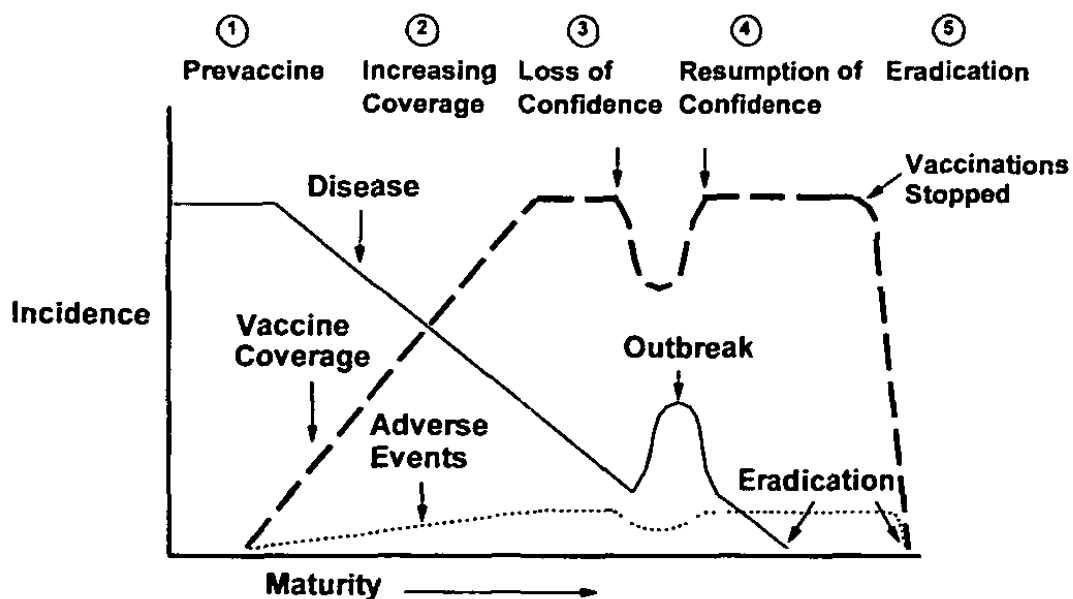 1 2 3 4 5
Prevaccine
Increasing
Coverage
Loss of
Confidence
Resumption of
Confidence
Eradication
Vaccinations
Stopped
Disease
Incidence
Vaccine
Coverage
Outbreak
Adverse
Events
Eradication
Maturity